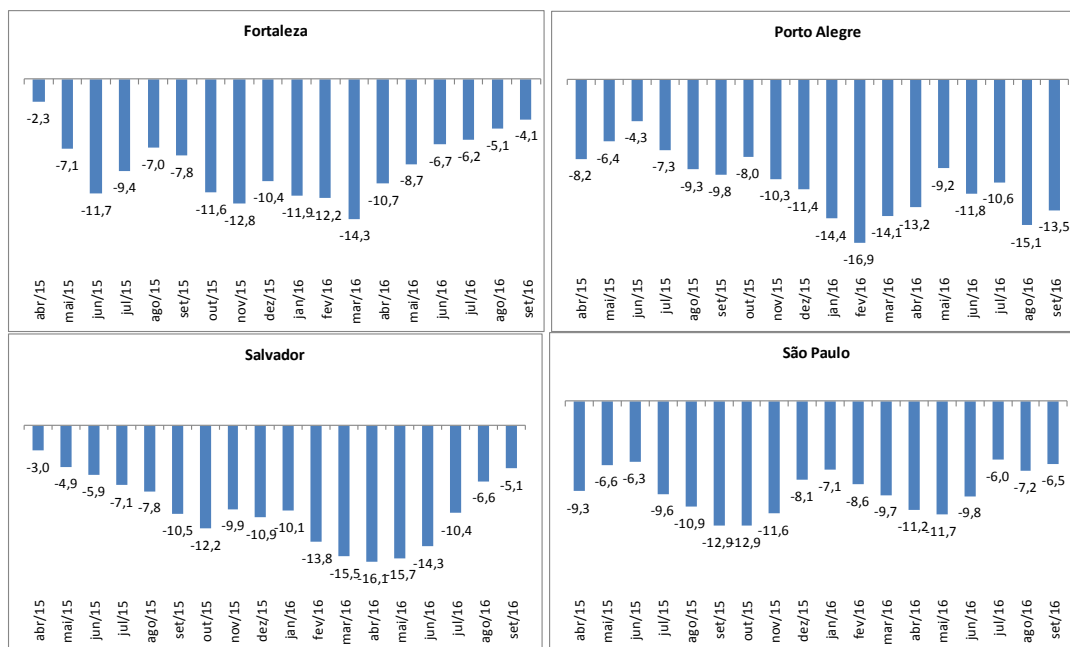 Fortaleza
-2,3
-7,1
-11,7
-9,4
-7,0
-7,8
-11,6
-12,8
-10,4
-11,9
-12,2
-14,3
-10,7
-8,7
-6,7
-6,2
-5,1
-4,1
abr/15
mai/15
jun/15
jul/15
ago/15
set/15
out/15
nov/15
dez/15
jan/16
fev/16
mar/16
abr/16
mai/16
jun/16
jul/16
ago/16
set/16
Porto Alegre
-8,2
-6,4
-4,3
-7,3
-9,3
-9,8
-8,0
-10,3
-11,4
-14,4
-16,9
-14,1
-13,2
-9,2
-11,8
-10,6
-15,1
-13,5
abr/15
mai/15
jun/15
jul/15
ago/15
set/15
out/15
nov/15
dez/15
jan/16
fev/16
mar/16
abr/16
mai/16
jun/16
jul/16
ago/16
set/16
Salvador
-3,0
-4,9
-5,9
-7,1
-7,8
-10,5
-12,2
-9,9
-10,9
-10,1
-13,8
-15,5
-16,1
-15,7
-14,3
-10,4
-6,6
-5,1
abr/15
mai/15
jun/15
jul/15
ago/15
set/15
out/15
nov/15
dez/15
jan/16
fev/16
mar/16
abr/16
mai/16
jun/16
jul/16
ago/16
set/16
São Paulo
-9,3
-6,6
-6,3
-9,6
-10,9
-12,9
-12,9
-11,6
-8,1
-7,1
-8,6
-9,7
-11,2
-11,7
-9,8
-6,0
-7,2
-6,5
abr/15
mai/15
jun/15
jul/15
ago/15
set/15
out/15
nov/15
dez/15
jan/16
fev/16
mar/16
abr/16
mai/16
jun/16
jul/16
ago/16
set/16